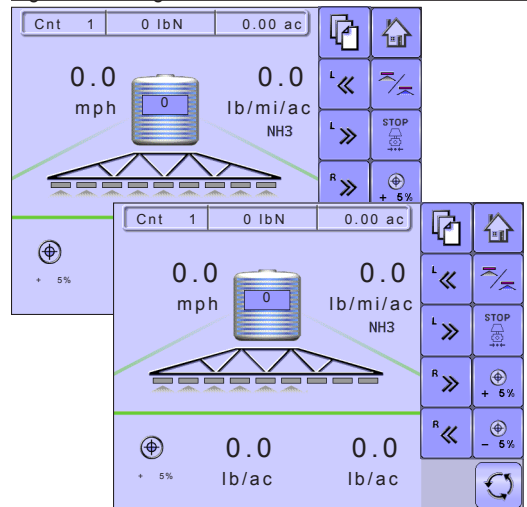 Cnt 1 0 lbN 0.00 ac
0.0 0 0.0
mph lb/mi/ac
NH3
L
STOP
L
R
+ 5%
+ 5%
Cnt 1 0 lbN 0.00 ac
0.0 0 0.0
mph lb/mi/ac
NH3
L
STOP
L
R
+ 5%
R
- 5%
0.0 0.0
+ 5% lb/ac lb/ac